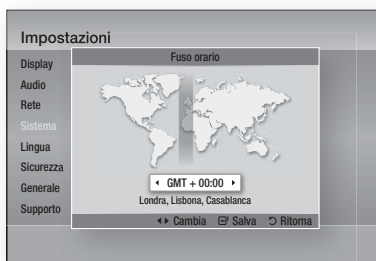 Impostazioni
Display
Audio
Rete
Sistema
Lingua
Sicurezza
Generale
Supporto
Fuso orario
GMT + 00:00
Londra, Lisbona, Casablanca
Cambia Salva Ritorna